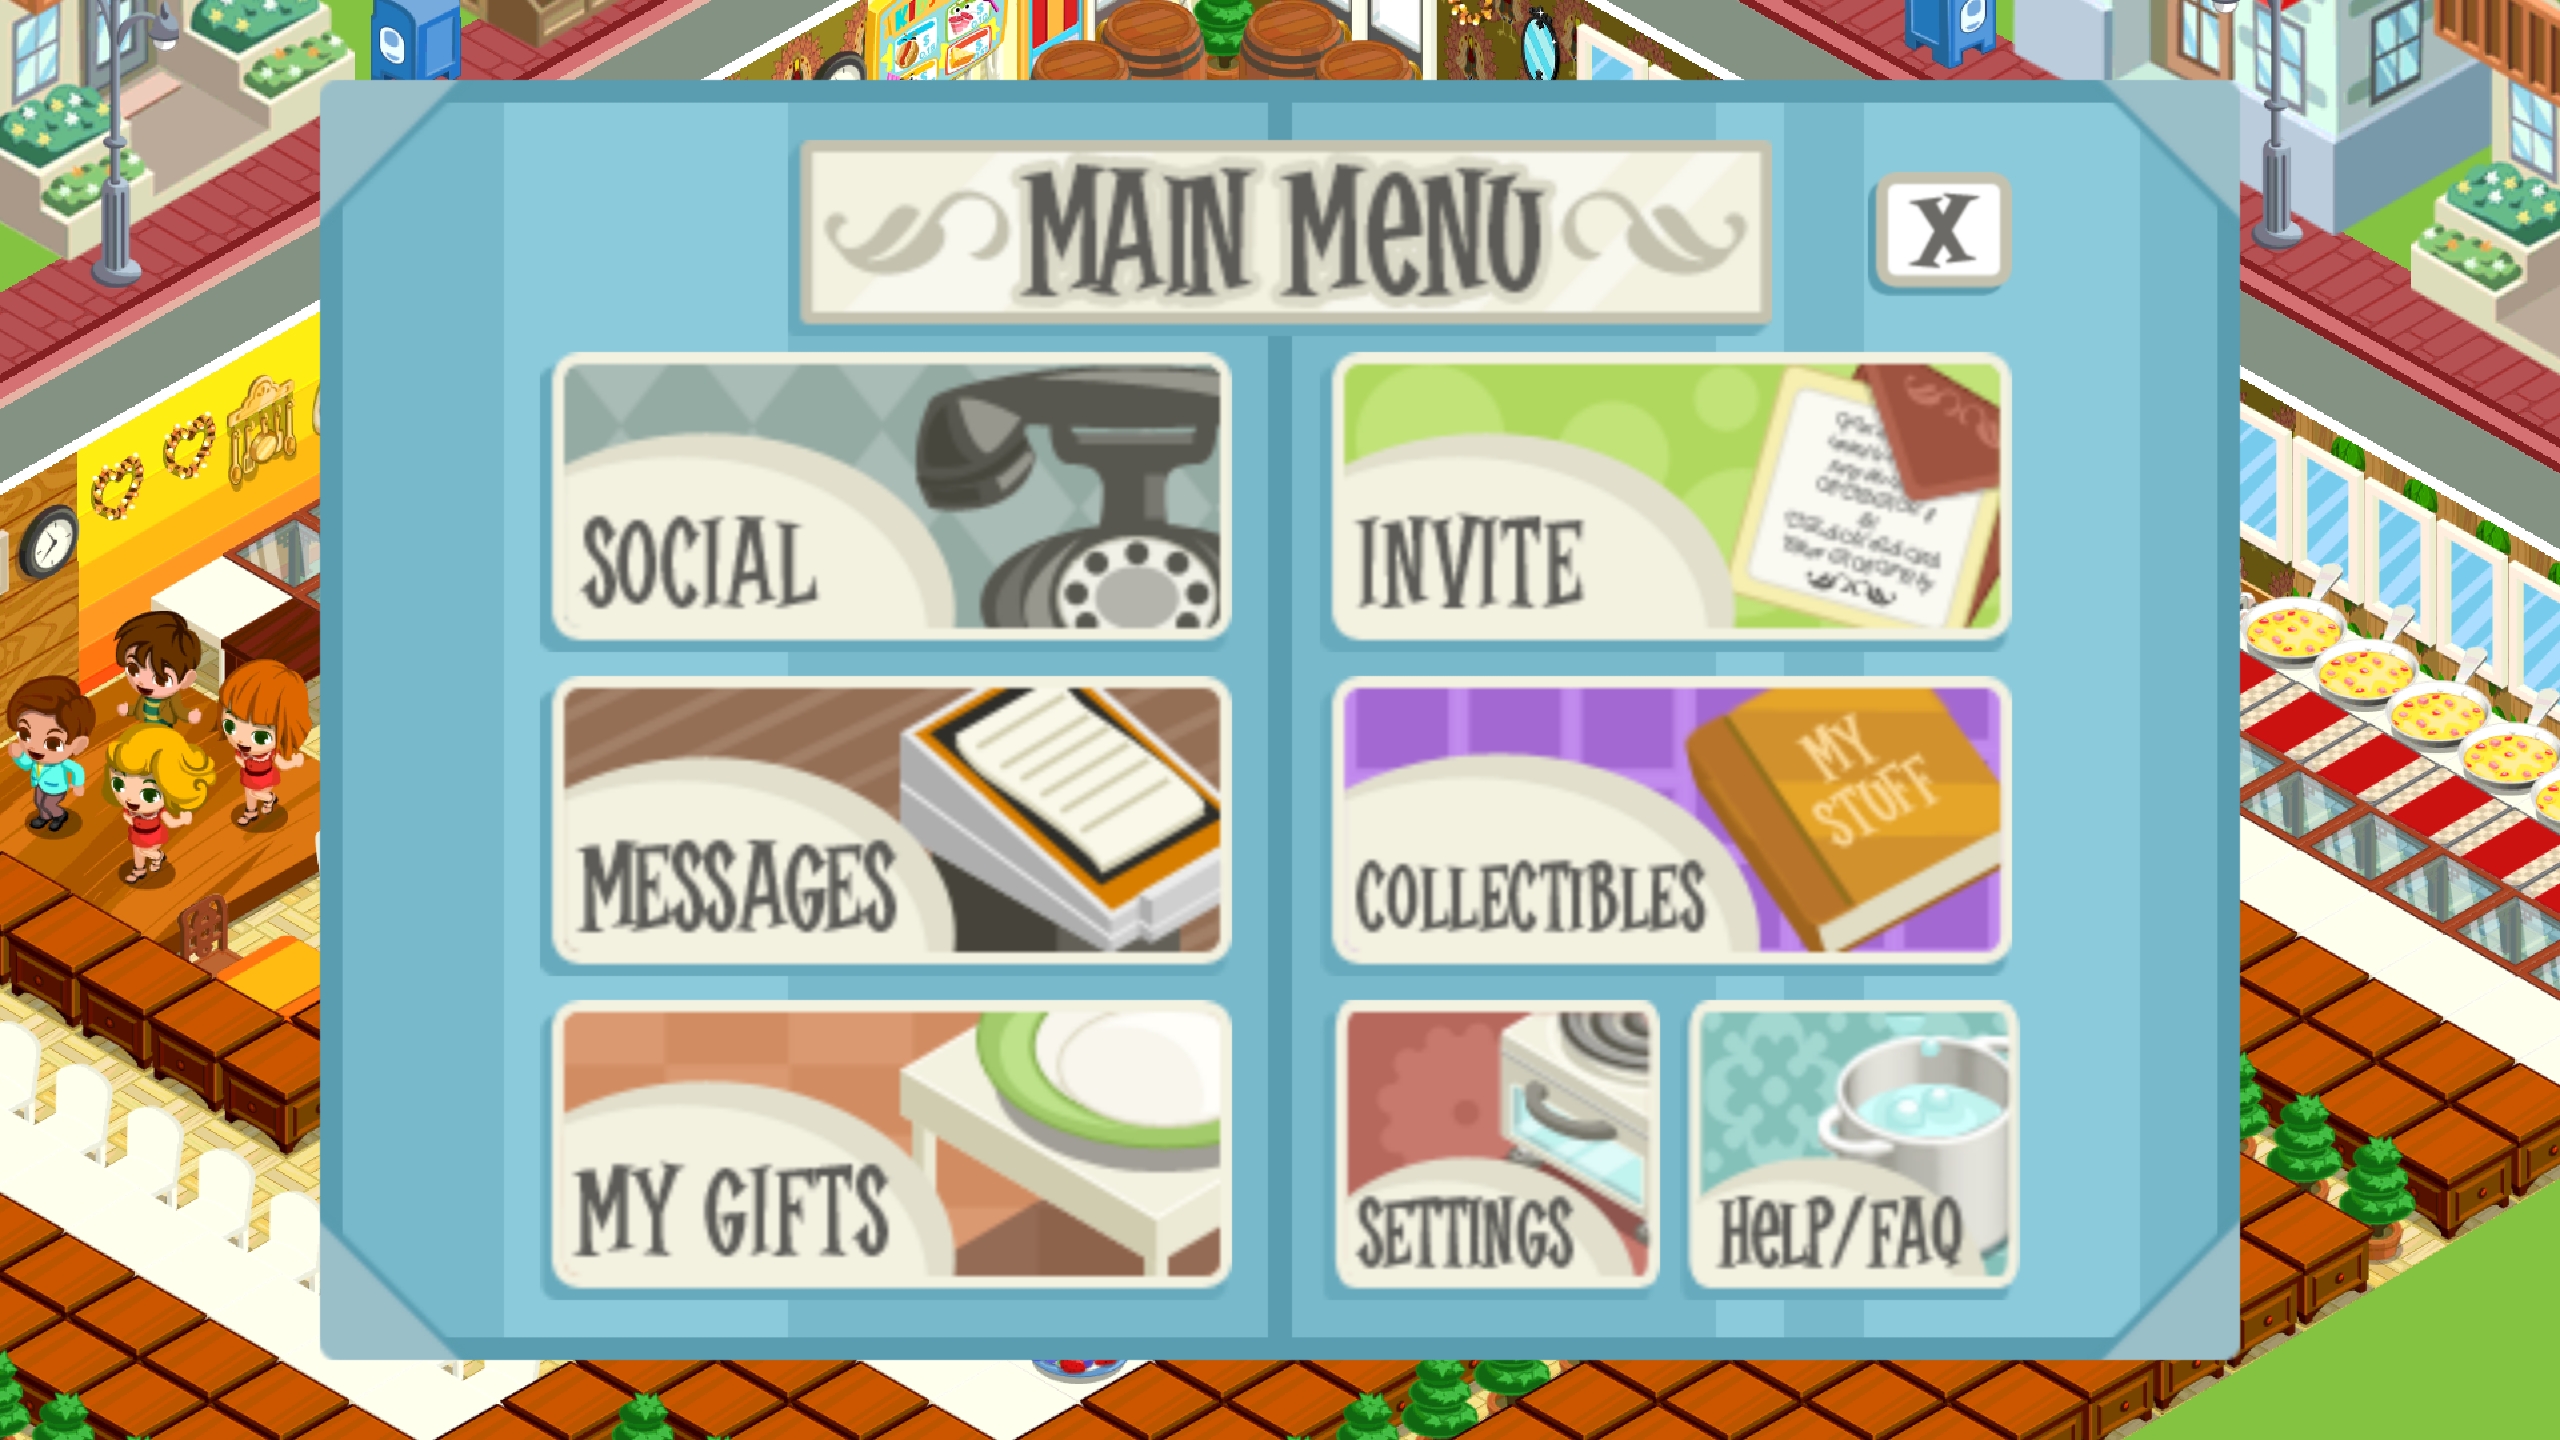 MAIN MENU
X
SOCIAL
INVITE
MESSAGES
MY
STUFF
COLLECTIBLES
MY GIFTS
SETTINGS
HELP/FAQ